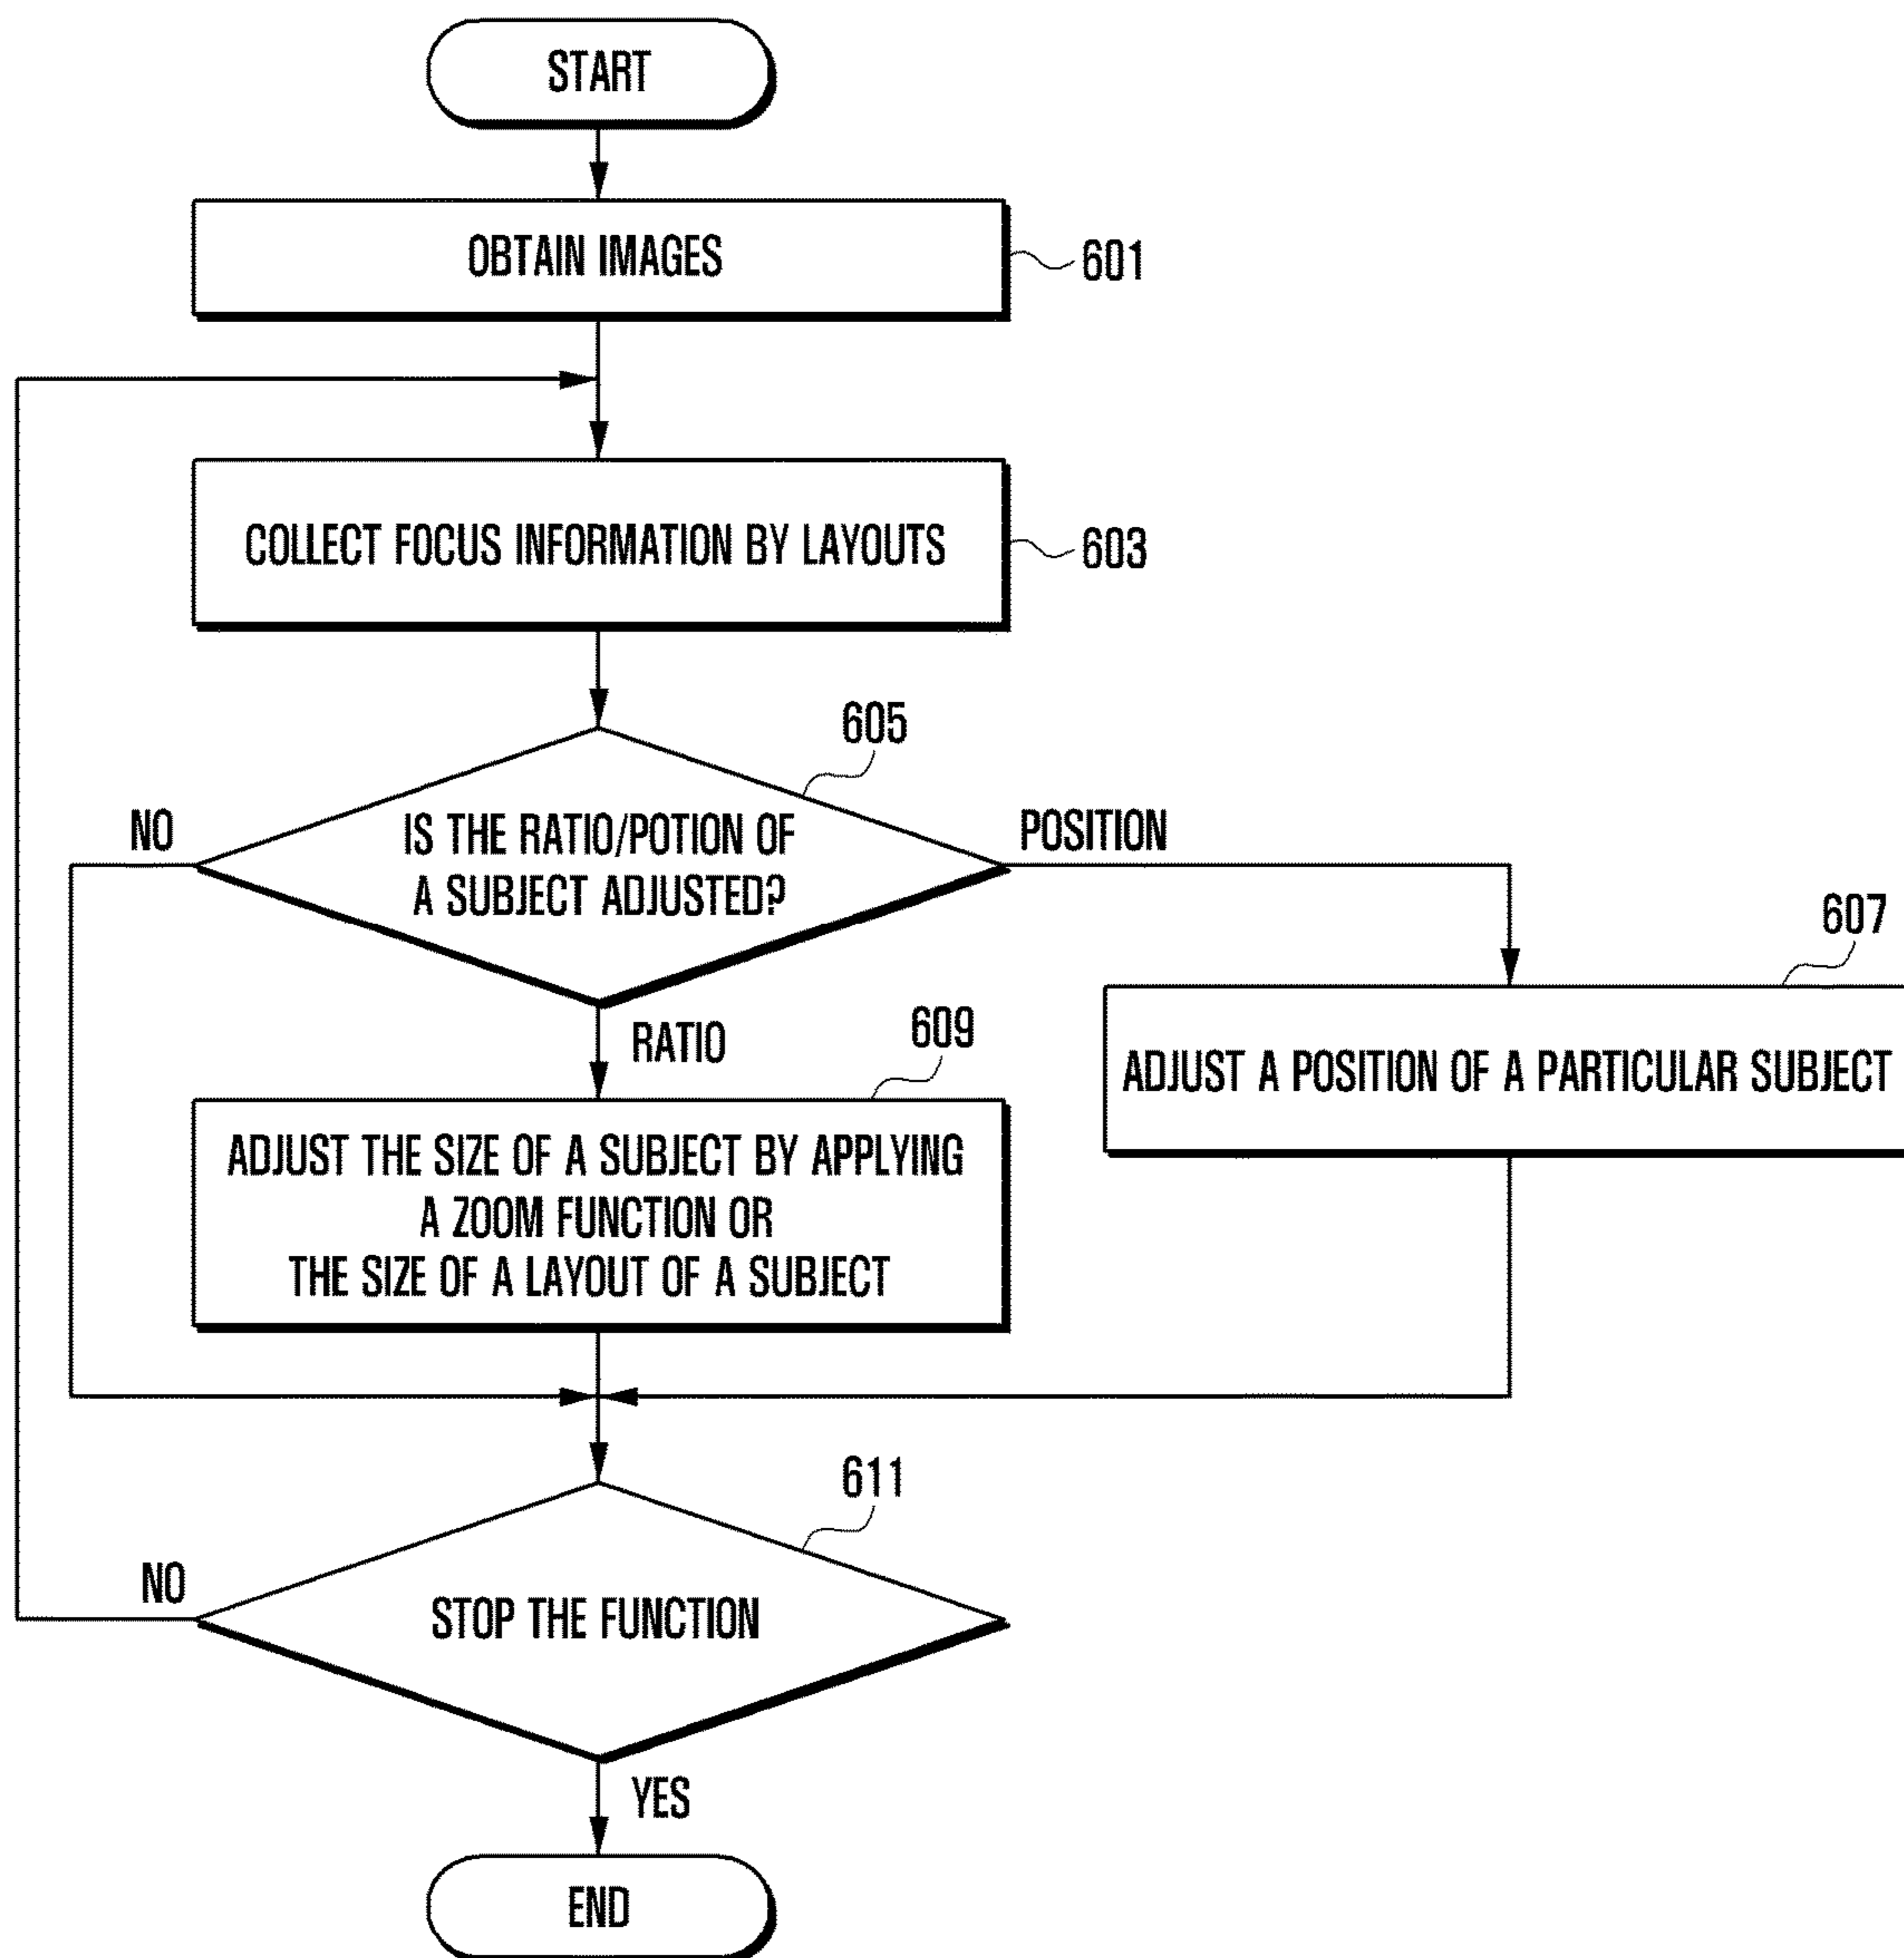 START
OBTAIN IMAGES
601
COLLECT FOCUS INFORMATION BY LAYOUTS
603
605
NO
IS THE RATIO/POTION OF
A SUBJECT ADJUSTED?
POSITION
607
ADJUST A POSITION OF A PARTICULAR SUBJECT
RATIO
609
ADJUST THE SIZE OF A SUBJECT BY APPLYING
A ZOOM FUNCTION OR
THE SIZE OF A LAYOUT OF A SUBJECT
611
NO
STOP THE FUNCTION
YES
END